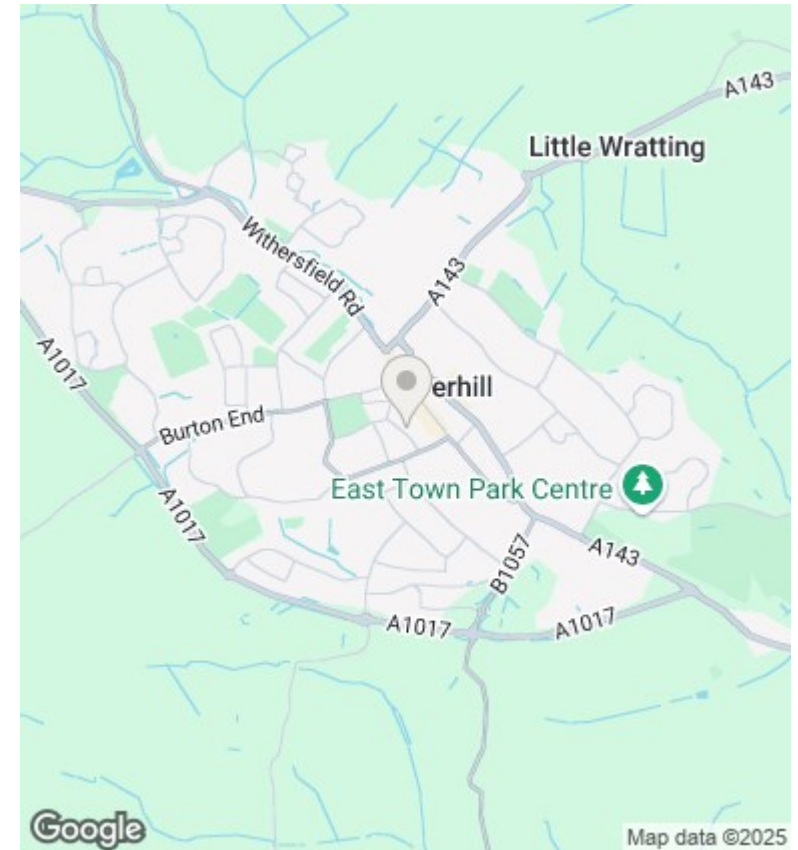 A143
Little Wratting
Withersfield Rd
A143
A1017
erhill
Burton End
East Town Park Centre
A1017
B1057
A143
A1017
A1017
Google
Map data ©2025